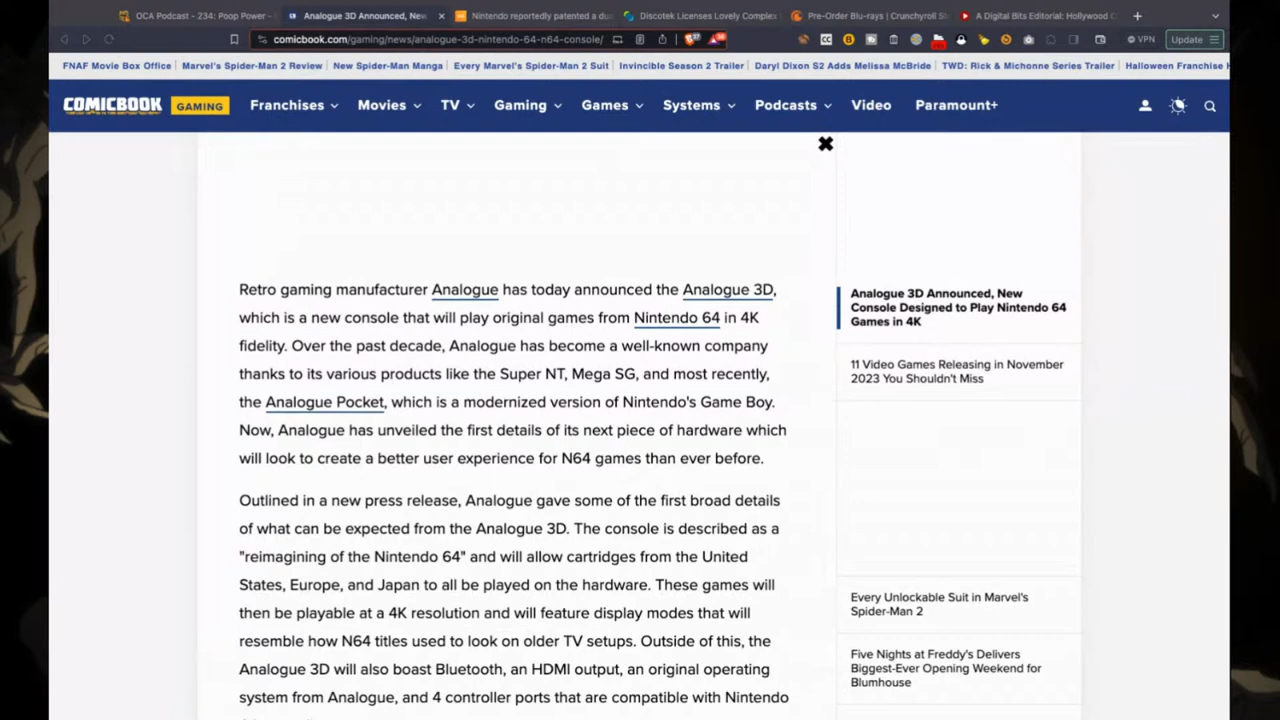 OCA Podcast - 234: Poop Power -
Analogue 3D Announced, New
Nintendo reportedly patented a du
Discotek Licenses Lovely Complex
Pre-Order Blu-rays | Crunchyroll S
A Digital Bits Editorial: Hollywood
comicbook.com/gaming/news/analogue-3d-nintendo-64-n64-console/
VPN
Update
FNAF Movie Box Office
Marvel's Spider-Man 2 Review
New Spider-Man Manga
Every Marvel's Spider-Man 2 Suit
Invincible Season 2 Trailer
Daryl Dixon S2 Adds Melissa McBride
TWD: Rick & Michonne Series Trailer
Halloween Franchise
COMICBOOK GAMING
Franchises
Movies
TV
Gaming
Games
Systems
Podcasts
Video
Paramount+
Retro gaming manufacturer Analogue has today announced the Analogue 3D,
which is a new console that will play original games from Nintendo 64 in 4K
fidelity. Over the past decade, Analogue has become a well-known company
thanks to its various products like the Super NT, Mega SG, and most recently,
the Analogue Pocket, which is a modernized version of Nintendo's Game Boy.
Now, Analogue has unveiled the first details of its next piece of hardware which
will look to create a better user experience for N64 games than ever before.
Outlined in a new press release, Analogue gave some of the first broad details
of what can be expected from the Analogue 3D. The console is described as a
"reimagining of the Nintendo 64" and will allow cartridges from the United
States, Europe, and Japan to all be played on the hardware. These games will
then be playable at a 4K resolution and will feature display modes that will
resemble how N64 titles used to look on older TV setups. Outside of this, the
Analogue 3D will also boast Bluetooth, an HDMI output, an original operating
system from Analogue, and 4 controller ports that are compatible with Nintendo
Analogue 3D Announced, New
Console Designed to Play Nintendo 64
Games in 4K
11 Video Games Releasing in November
2023 You Shouldn't Miss
Every Unlockable Suit in Marvel's
Spider-Man 2
Five Nights at Freddy's Delivers
Biggest-Ever Opening Weekend for
Blumhouse